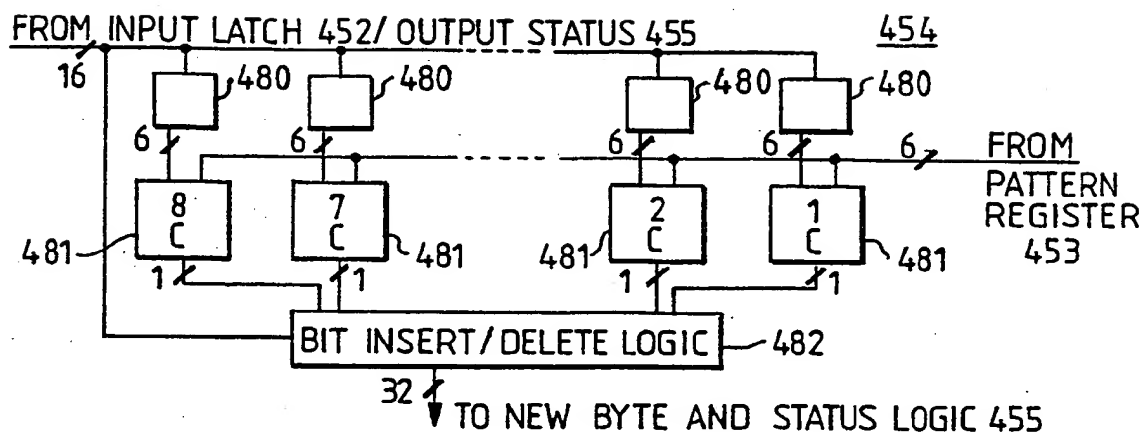 FROM INPUT LATCH 452/ OUTPUT STATUS 455
454
16
480
480
480
480
6
6
6
6
6
FROM
PATTERN
REGISTER
453
8
C
7
C
2
C
1
C
481
481
481
481
1
1
1
1
BIT INSERT/DELETE LOGIC
482
32
TO NEW BYTE AND STATUS LOGIC 455